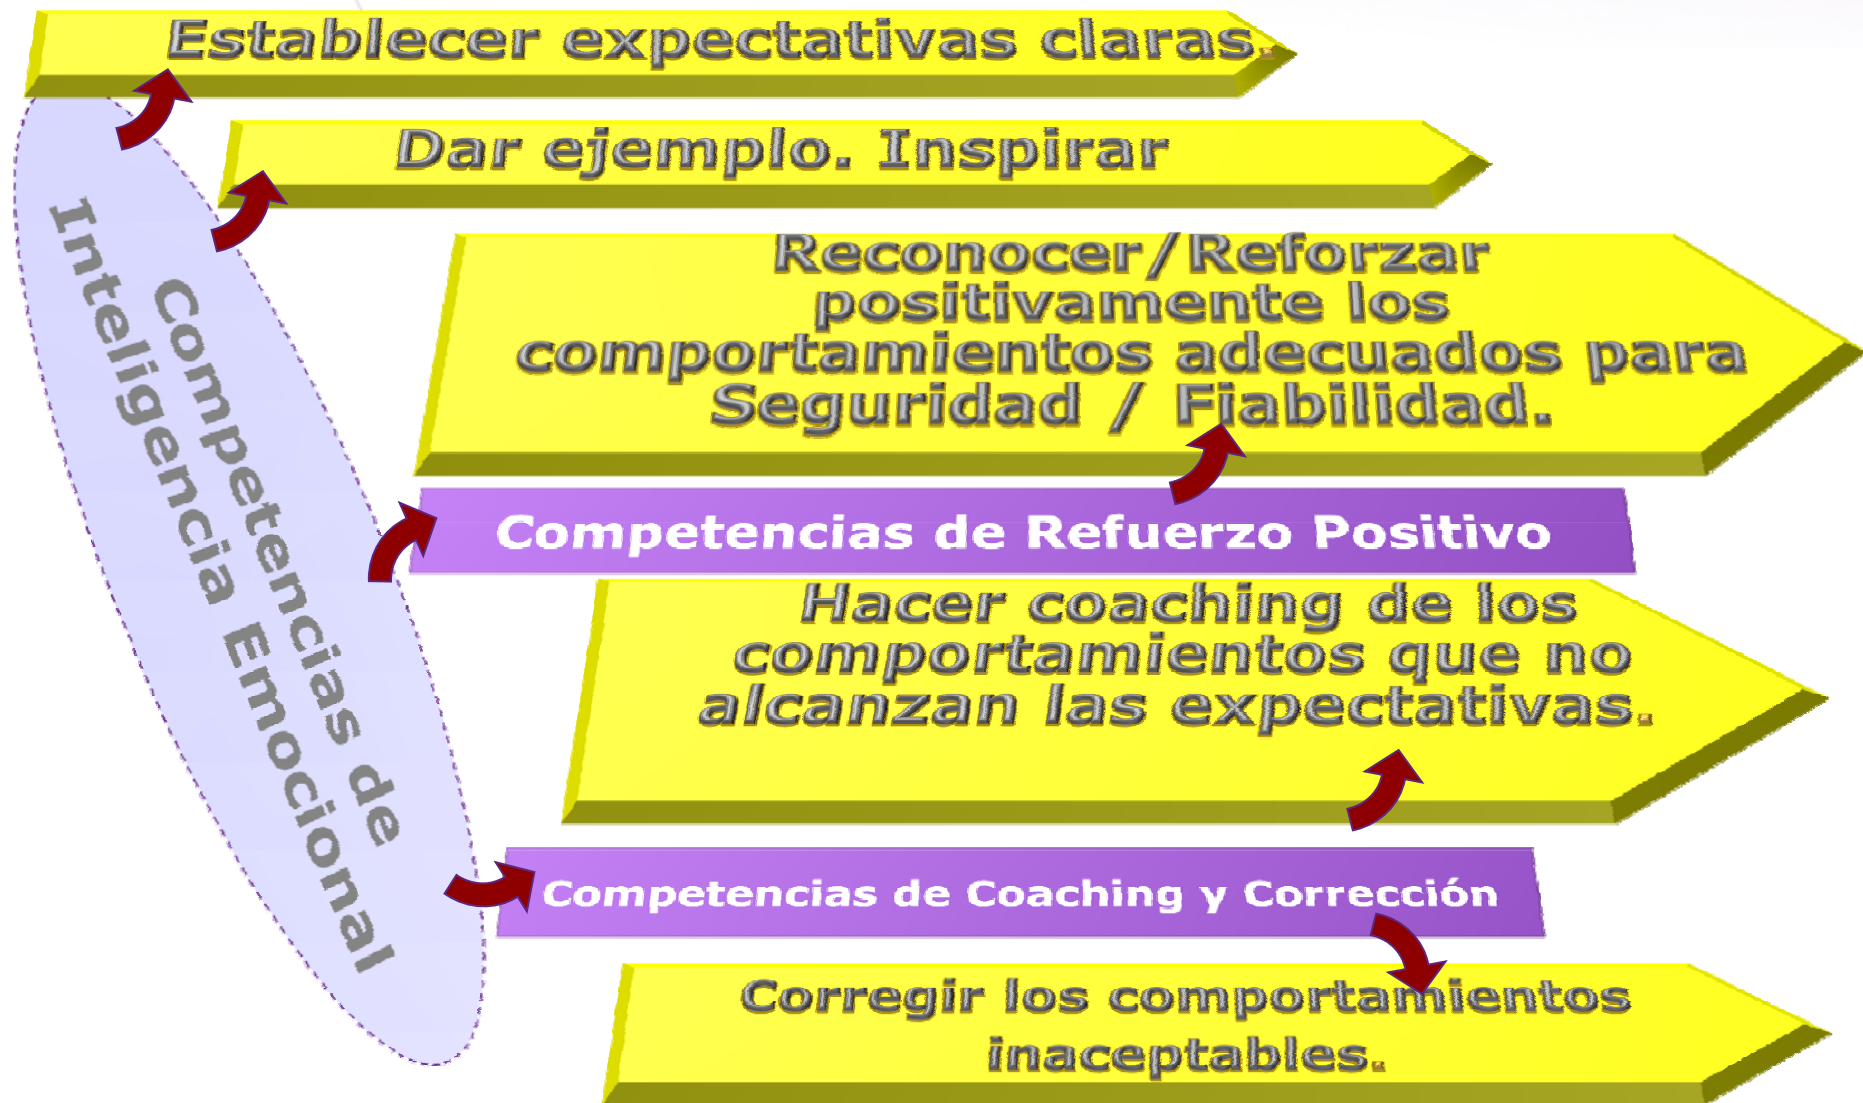 Establecer expectativas claras.
Dar ejemplo. Inspirar
Reconocer/Reforzar
positivamente los
comportamientos adecuados para
Seguridad / Fiabilidad.
Competencias de
Inteligencia Emocional
Competencias de Refuerzo Positivo
Hacer coaching de los
comportamientos que no
alcanzan las expectativas.
Competencias de Coaching y Corrección
Corregir los comportamientos
inaceptables.